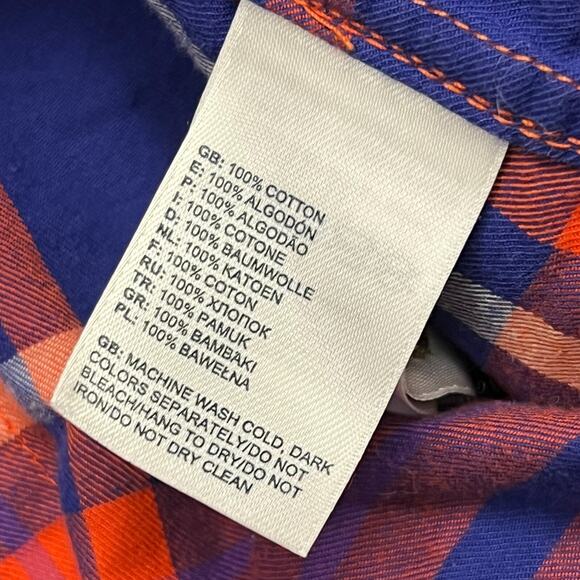 GB: 100% COTTON
E: 100% ALGODÓN
P: 100% ALGODÃO
I: 100% COTONE
D: 100% BAUMWOLLE
NL: 100% KATOEN
F: 100% COTON
RU: 100% ХЛОПОК
TR: 100% PAMUK
GR: 100% BAMBAKI
PL: 100% BAWEŁNA
GB: MACHINE WASH COLD, DARK
COLORS SEPARATELY/DO NOT
BLEACH/HANG TO DRY/DO NOT
IRON/DO NOT DRY CLEAN